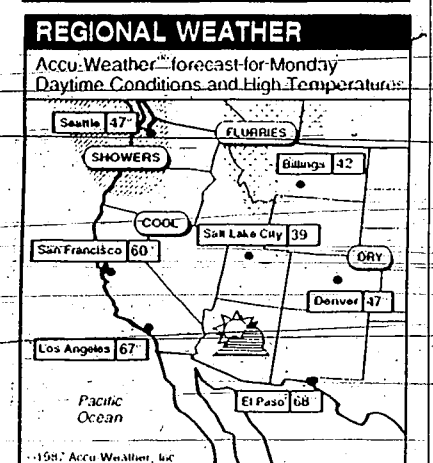 REGIONAL WEATHER
Accu-Weather™ forecast for Monday
Daytime Conditions and High Temperatures
Seattle 47°
FLURRIES
SHOWERS
Billings 42
COOL
Salt Lake City 39
San Francisco 60°
DRY
Denver 47°
Los Angeles 67°
Pacific
Ocean
El Paso 68°
1987 Accu-Weather, Inc